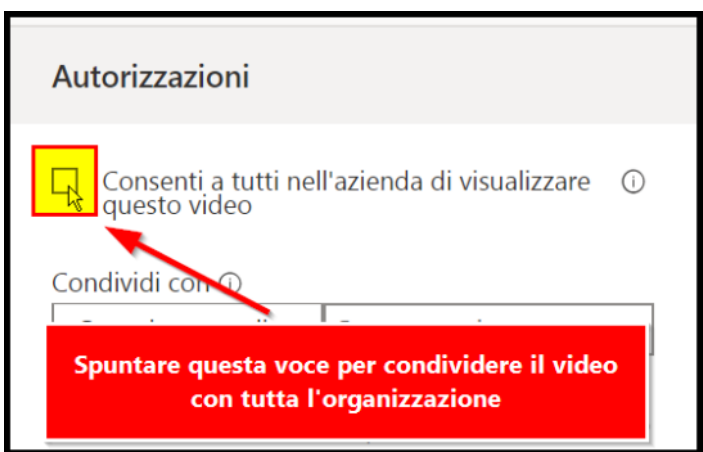 Autorizzazioni
Consenti a tutti nell'azienda di visualizzare
questo video
Condividi con
Spuntare questa voce per condividere il video
con tutta l'organizzazione